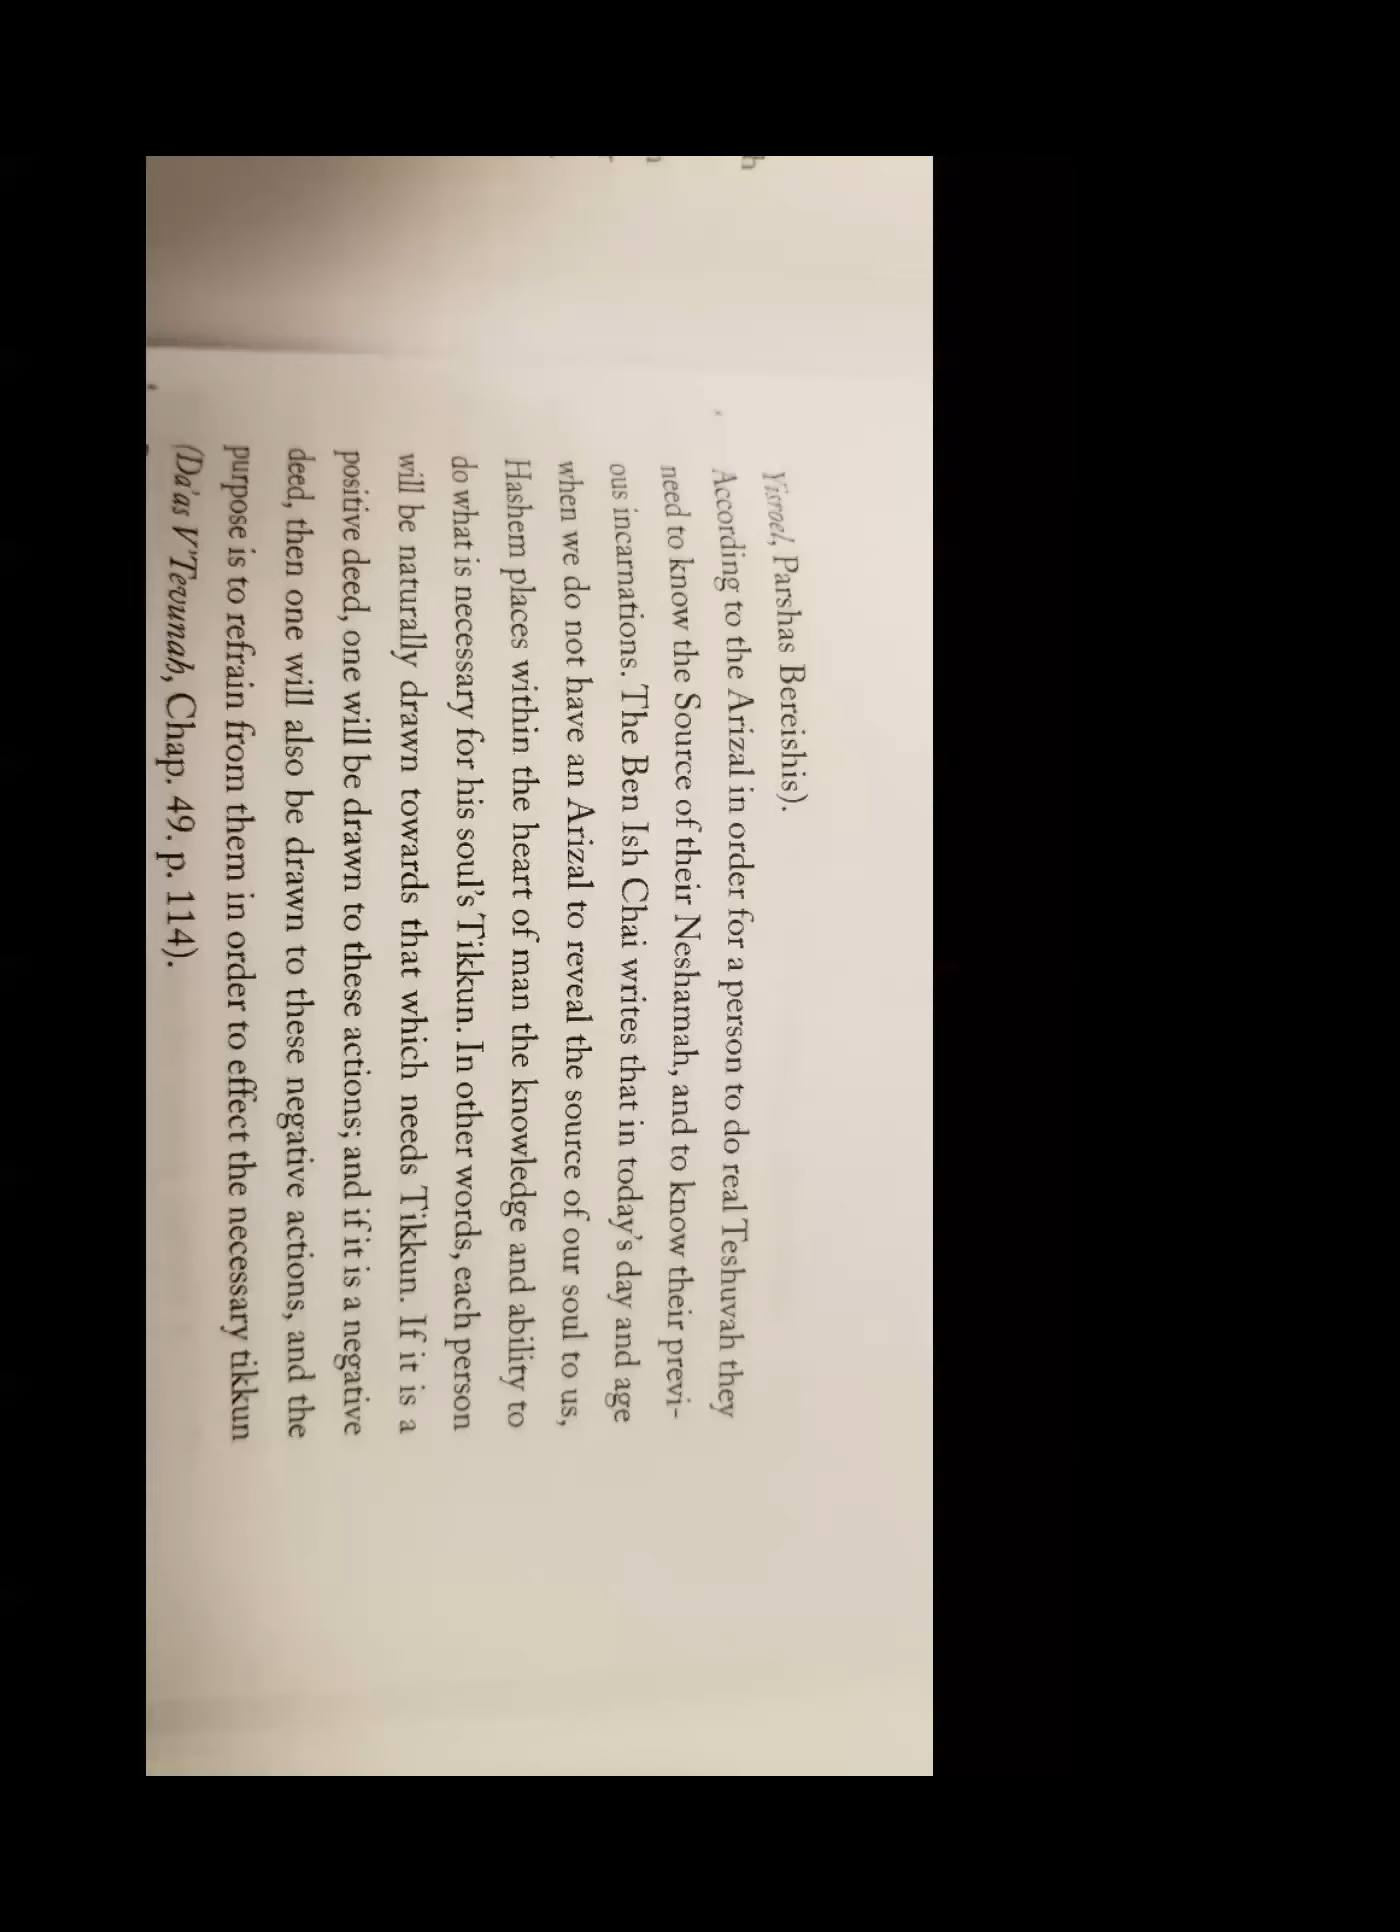 Yisroel, Parshas Bereishis).
According to the Arizal in order for a person to do real Teshuvah they
need to know the Source of their Neshamah, and to know their previ-
ous incarnations. The Ben Ish Chai writes that in today's day and age
when we do not have an Arizal to reveal the source of our soul to us,
Hashem places within the heart of man the knowledge and ability to
do what is necessary for his soul's Tikkun. In other words, each person
will be naturally drawn towards that which needs Tikkun. If it is a
positive deed, one will be drawn to these actions; and if it is a negative
deed, then one will also be drawn to these negative actions, and the
purpose is to refrain from them in order to effect the necessary tikkun
(Da'as V'Tevunah, Chap. 49. p. 114).